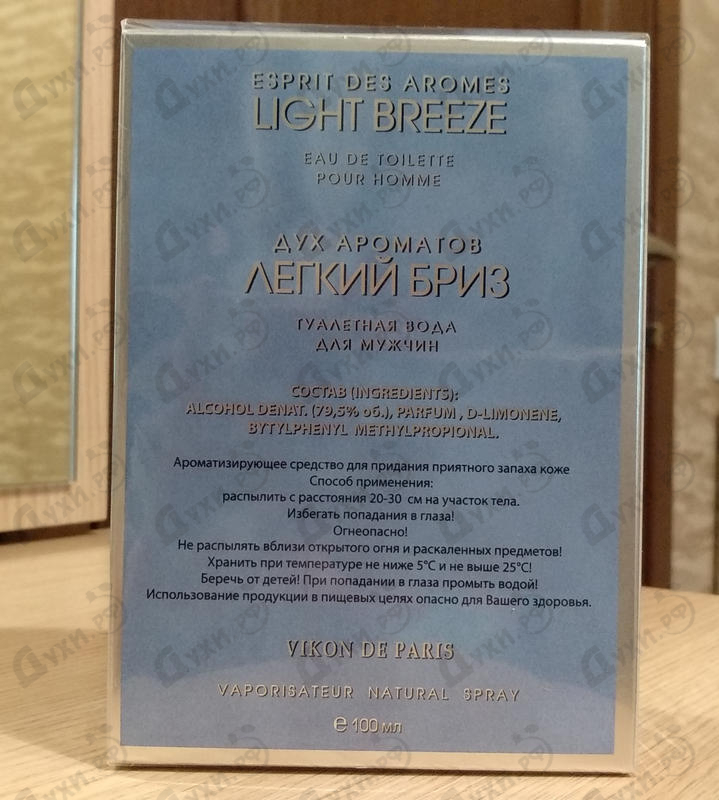 ESPRIT DES AROMES
LIGHT BREEZE
EAU DE TOILETTE
POUR HOMME
ДУХ АРОМАТОВ
ЛЕГКИЙ БРИЗ
ТУАЛЕТНАЯ ВОДА
ДЛЯ МУЖЧИН
СОСТАВ (INGREDIENTS):
ALCOHOL DENAT. (79,5% об.), PARFUM , D-LIMONENE,
BYTYLPHENYL METHYLPROPIONAL.
Ароматизирующее средство для придания приятного запаха коже
Способ применения:
распылить с расстояния 20-30 см на участок тела.
Избегать попадания в глаза!
Огнеопасно!
Не распылять вблизи открытого огня и раскаленных предметов!
Хранить при температуре не ниже 5°С и не выше 25°С!
Беречь от детей! При попадании в глаза промыть водой!
Использование продукции в пищевых целях опасно для Вашего здоровья.
VIKON DE PARIS
VAPORISATEUR NATURAL SPRAY
e 100 мл
Духи.рф